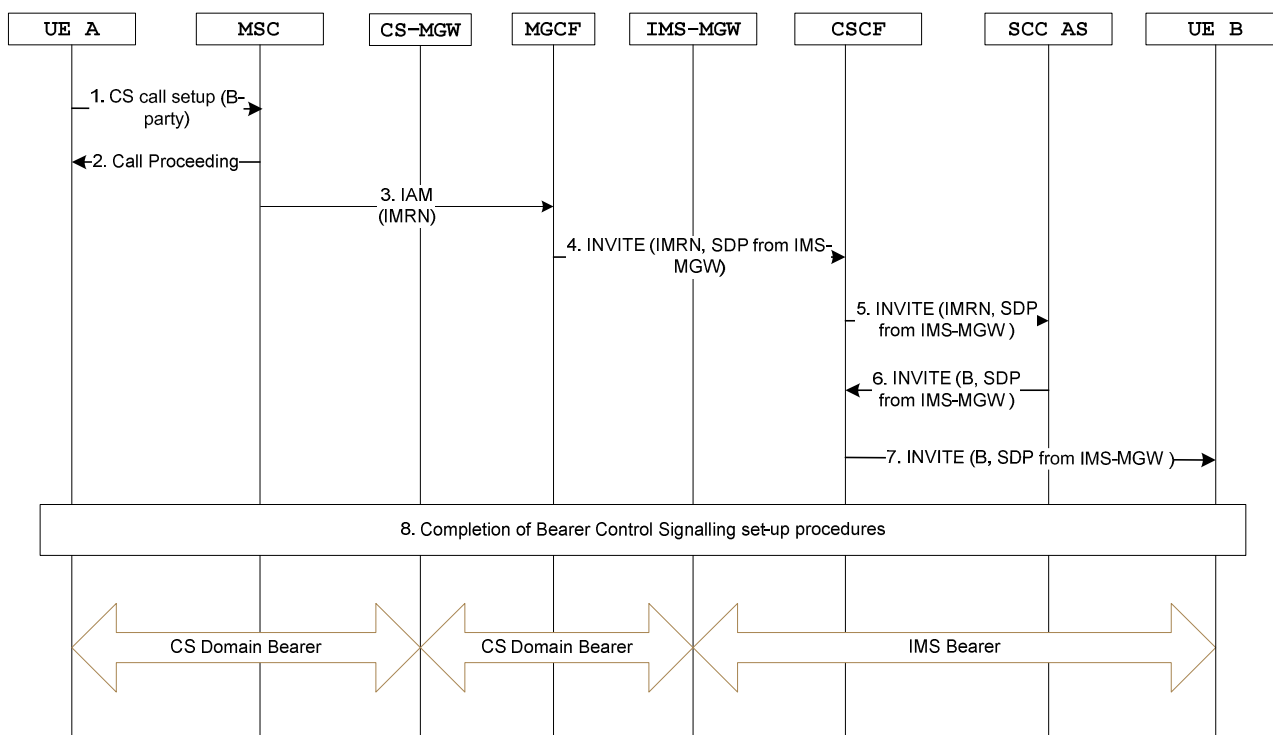 UE A
MSC
CS-MGW
MGCF
IMS-MGW
CSCF
SCC AS
UE B
1. CS call setup (B-
party)
2. Call Proceeding
3. IAM
(IMRN)
4. INVITE (IMRN, SDP from IMS-
MGW)
5. INVITE (IMRN, SDP
from IMS-MGW )
6. INVITE (B, SDP
from IMS-MGW )
7. INVITE (B, SDP from IMS-MGW )
8. Completion of Bearer Control Signalling set-up procedures
CS Domain Bearer
CS Domain Bearer
IMS Bearer